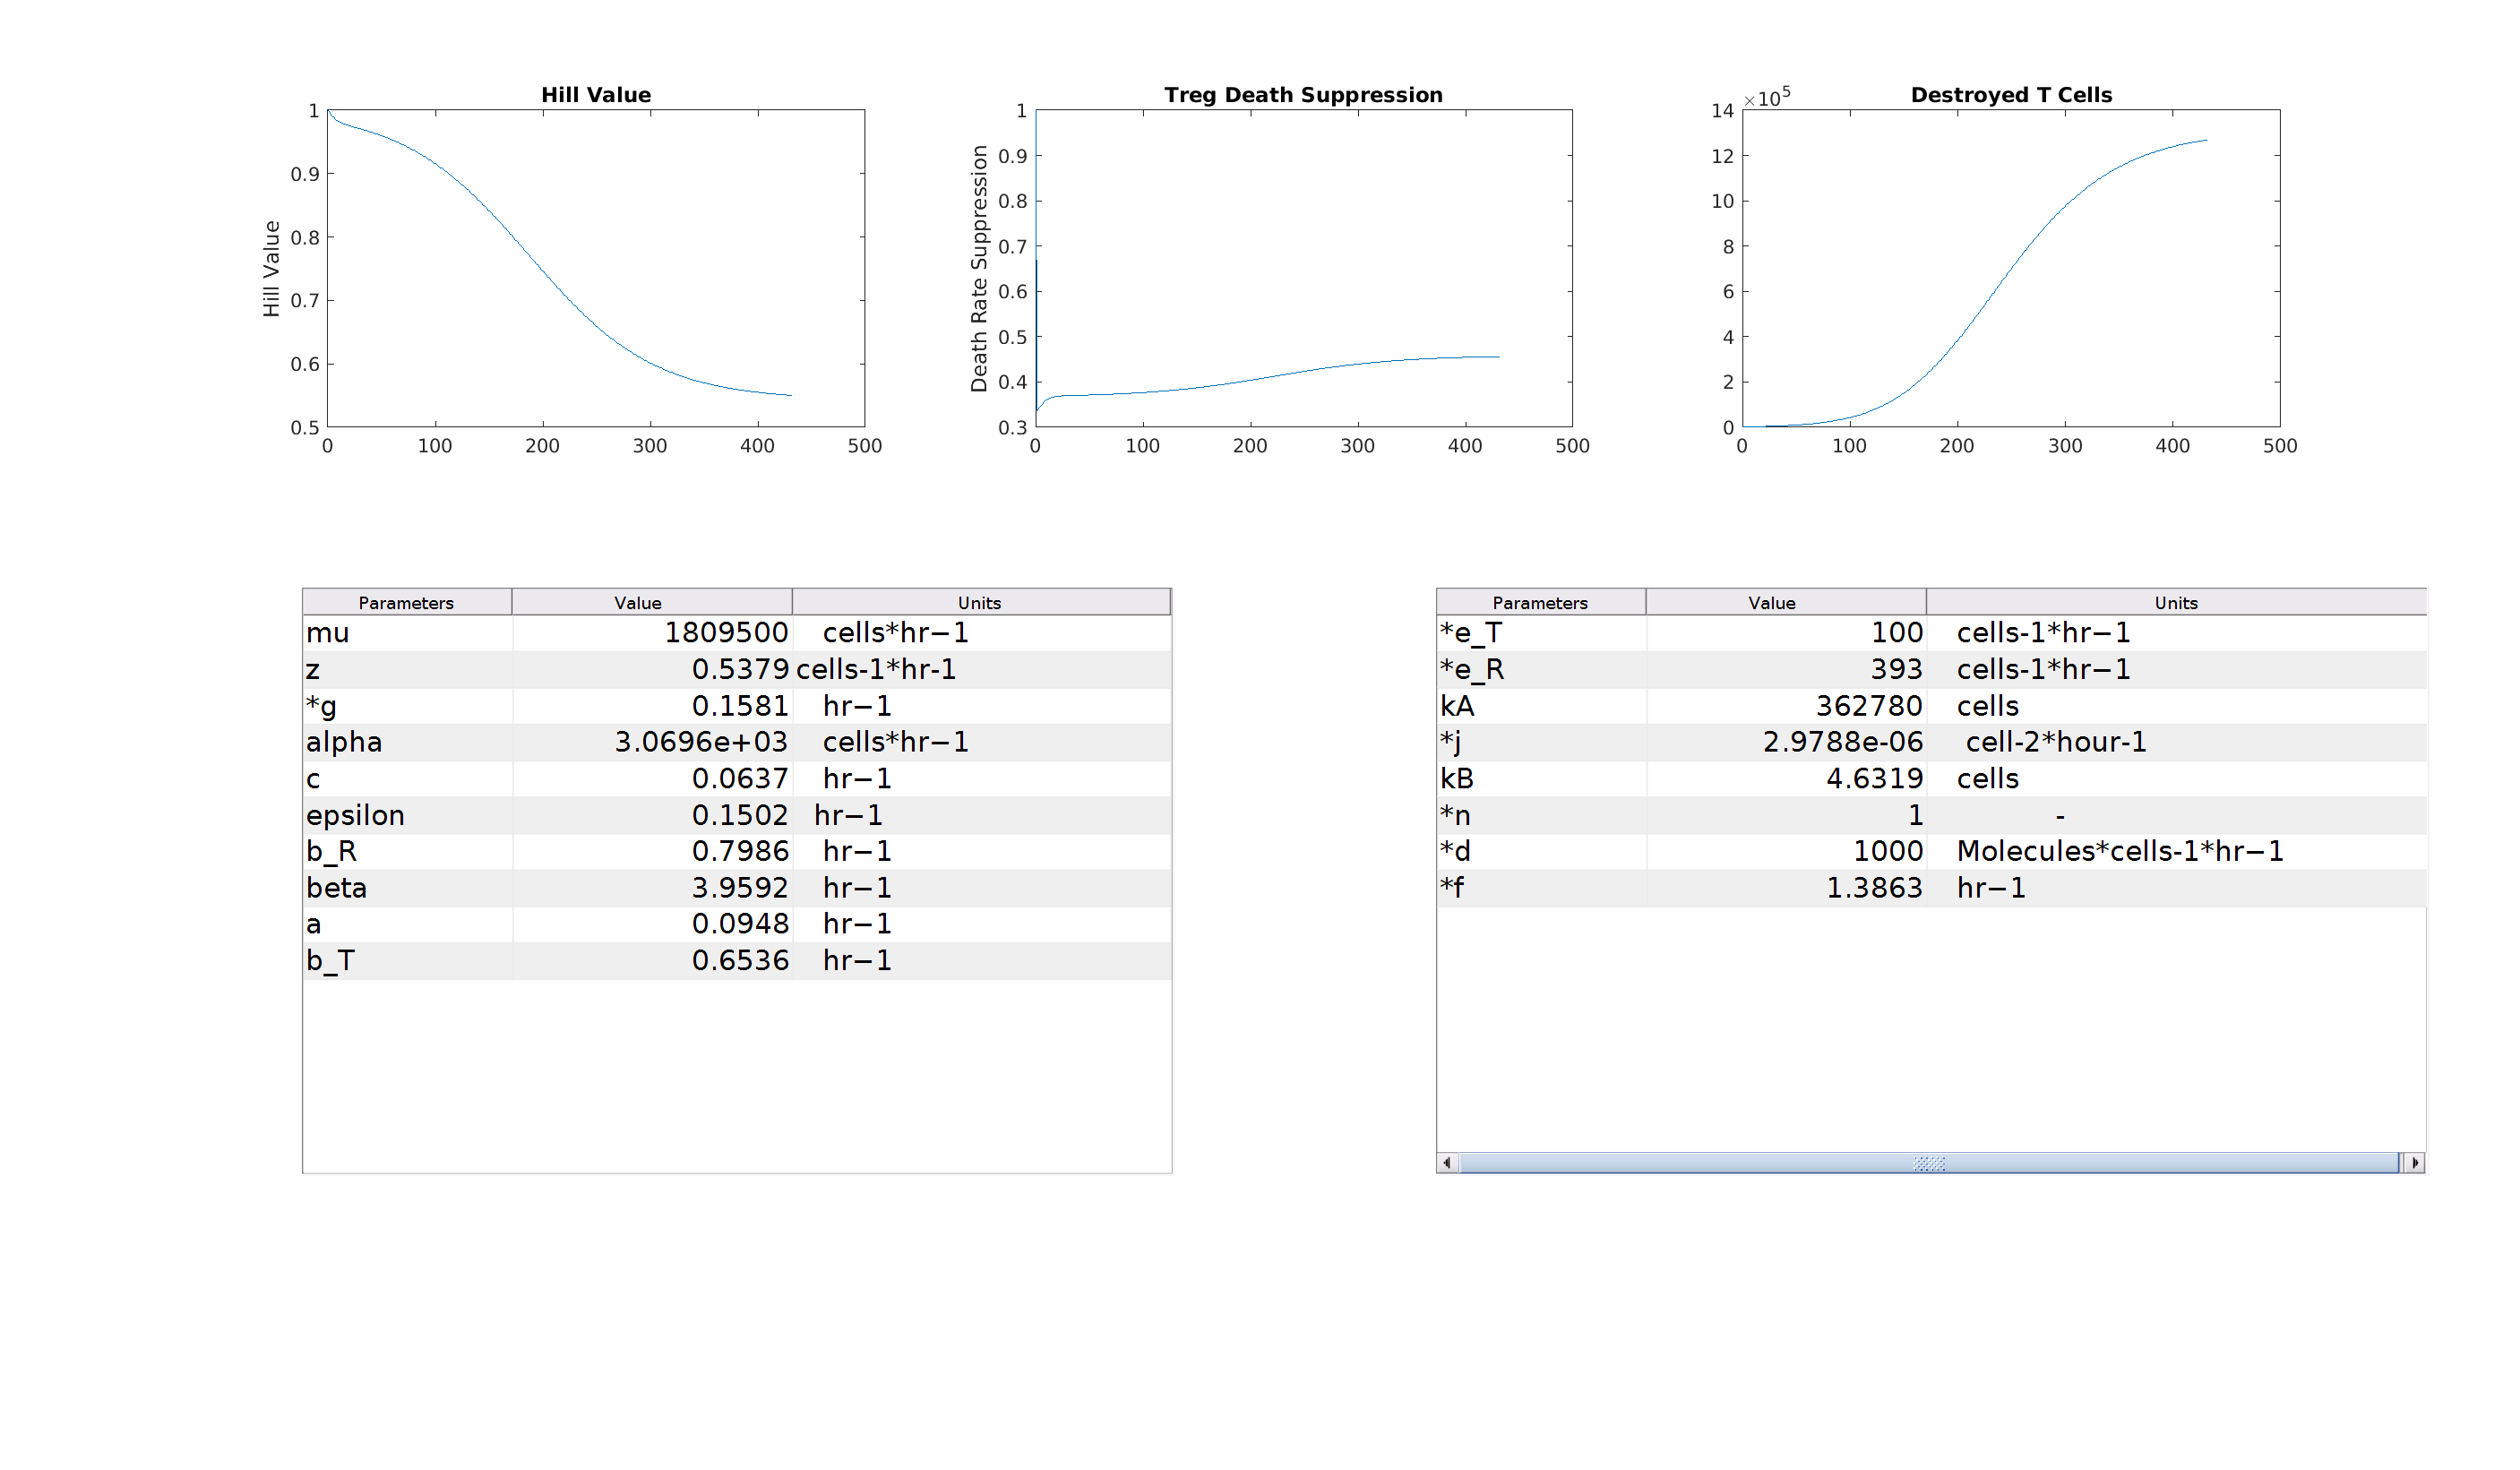 Hill Value
Hill Value
1
0.9
0.8
0.7
0.6
0.5
0 100 200 300 400 500
Treg Death Suppression
Death Rate Suppression
1
0.9
0.8
0.7
0.6
0.5
0.4
0.3
0 100 200 300 400 500
Destroyed T Cells
×10^5
14
12
10
8
6
4
2
0
0 100 200 300 400 500
Parameters Value Units
mu 1809500 cells*hr−1
z 0.5379 cells-1*hr-1
*g 0.1581 hr−1
alpha 3.0696e+03 cells*hr−1
c 0.0637 hr−1
epsilon 0.1502 hr−1
b_R 0.7986 hr−1
beta 3.9592 hr−1
a 0.0948 hr−1
b_T 0.6536 hr−1
Parameters Value Units
*e_T 100 cells-1*hr−1
*e_R 393 cells-1*hr−1
kA 362780 cells
*j 2.9788e-06 cell-2*hour-1
kB 4.6319 cells
*n 1 -
*d 1000 Molecules*cells-1*hr−1
*f 1.3863 hr−1